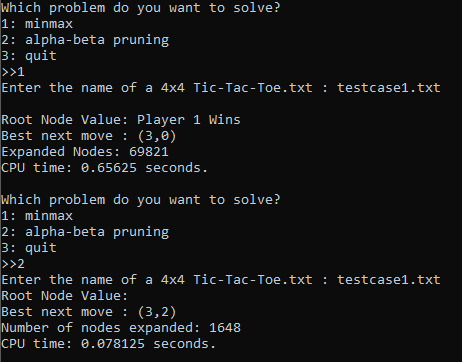 Which problem do you want to solve?
1: minmax
2: alpha-beta pruning
3: quit
>>1
Enter the name of a 4x4 Tic-Tac-Toe.txt : testcase1.txt
Root Node Value: Player 1 Wins
Best next move : (3,0)
Expanded Nodes: 69821
CPU time: 0.65625 seconds.
Which problem do you want to solve?
1: minmax
2: alpha-beta pruning
3: quit
>>2
Enter the name of a 4x4 Tic-Tac-Toe.txt : testcase1.txt
Root Node Value:
Best next move : (3,2)
Number of nodes expanded: 1648
CPU time: 0.078125 seconds.